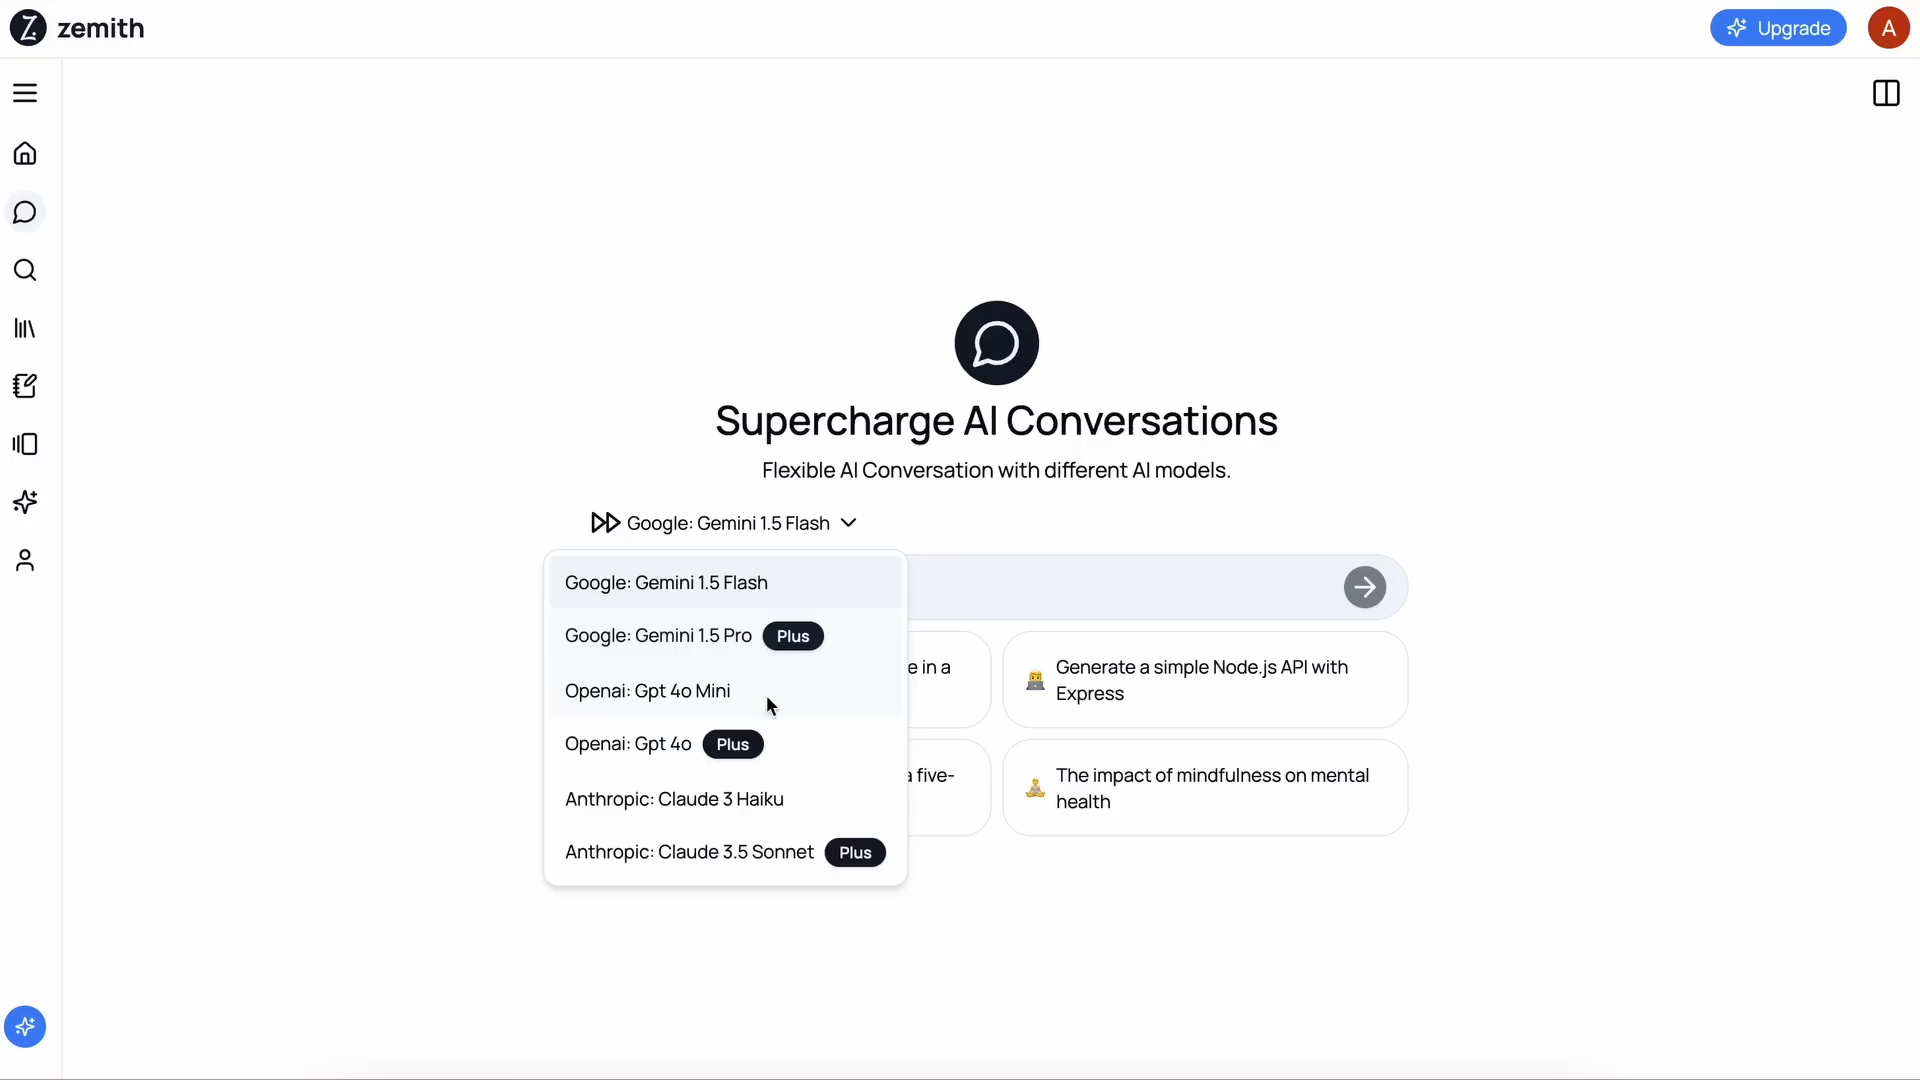 zemith
Upgrade
A
Supercharge AI Conversations
Flexible AI Conversation with different AI models.
Google: Gemini 1.5 Flash
Google: Gemini 1.5 Flash
Google: Gemini 1.5 Pro Plus
Openai: Gpt 4o Mini
Openai: Gpt 4o Plus
Anthropic: Claude 3 Haiku
Anthropic: Claude 3.5 Sonnet Plus
e in a
Generate a simple Node.js API with
Express
a five-
The impact of mindfulness on mental
health